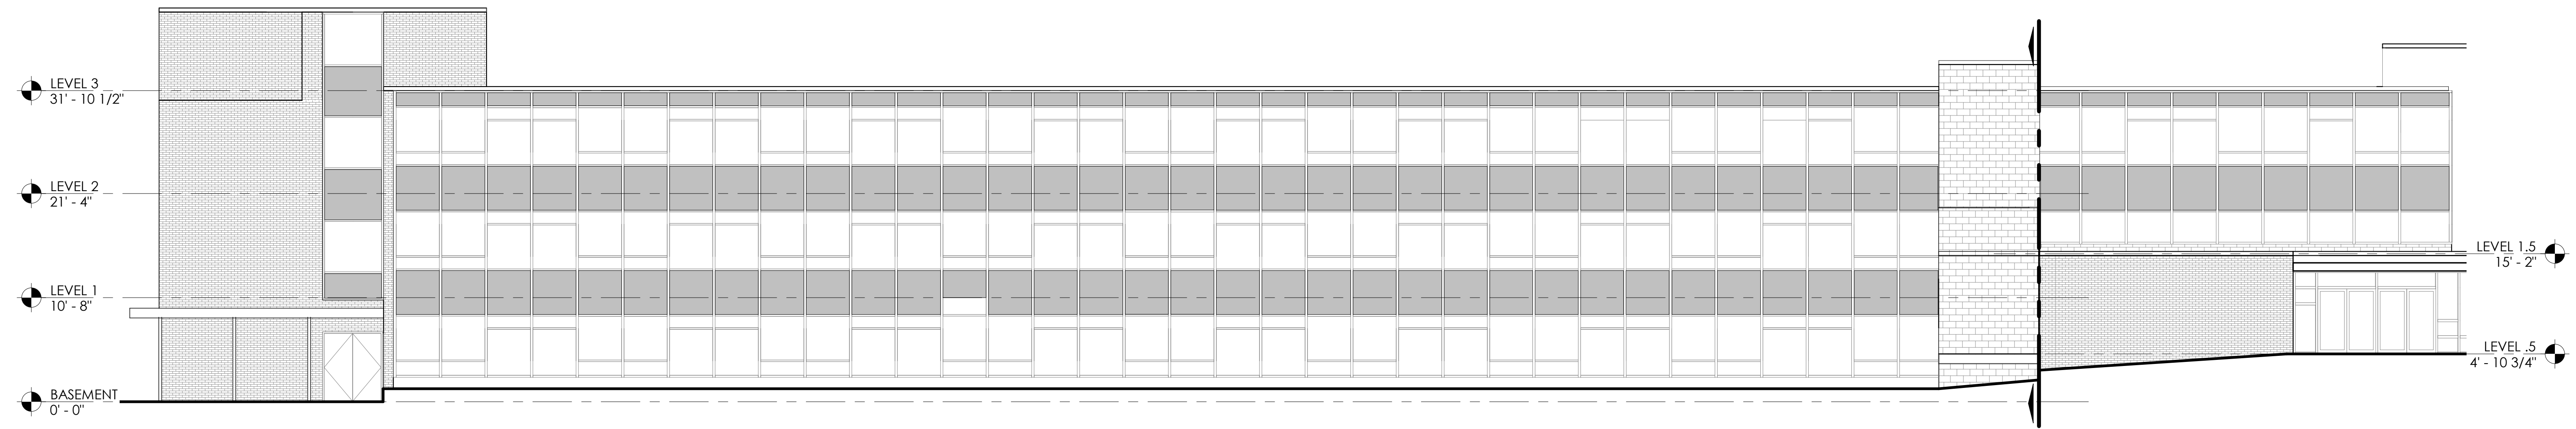 LEVEL 3
31' - 10 1/2"
LEVEL 2
21' - 4"
LEVEL 1.5
15' - 2"
LEVEL 1
10' - 8"
LEVEL .5
4' - 10 3/4"
BASEMENT
0' - 0"